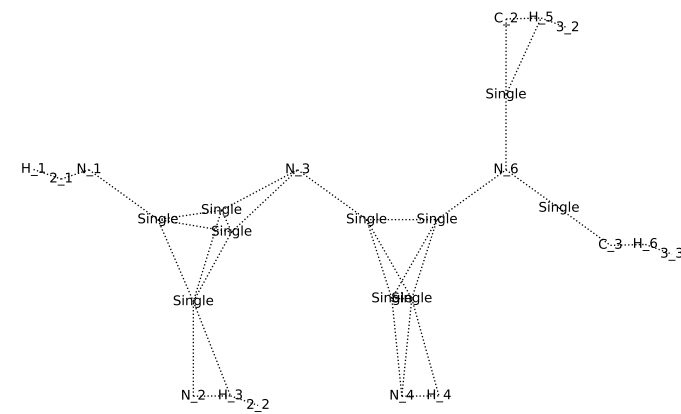 C_2 H_5 3_2
Single
H_1 2_1 N_1 N_3 N_6
Single Single Single Single Single
Single
C_3 H_6 3_3
Single Single Single
N_2 H_3 2_2 N_4 H_4